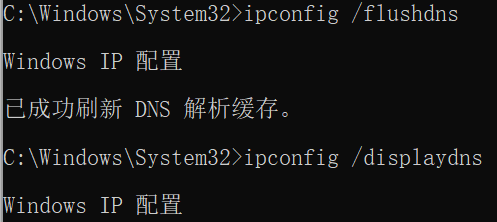 C:\Windows\System32>ipconfig /flushdns
Windows IP 配置
已成功刷新 DNS 解析缓存。
C:\Windows\System32>ipconfig /displaydns
Windows IP 配置